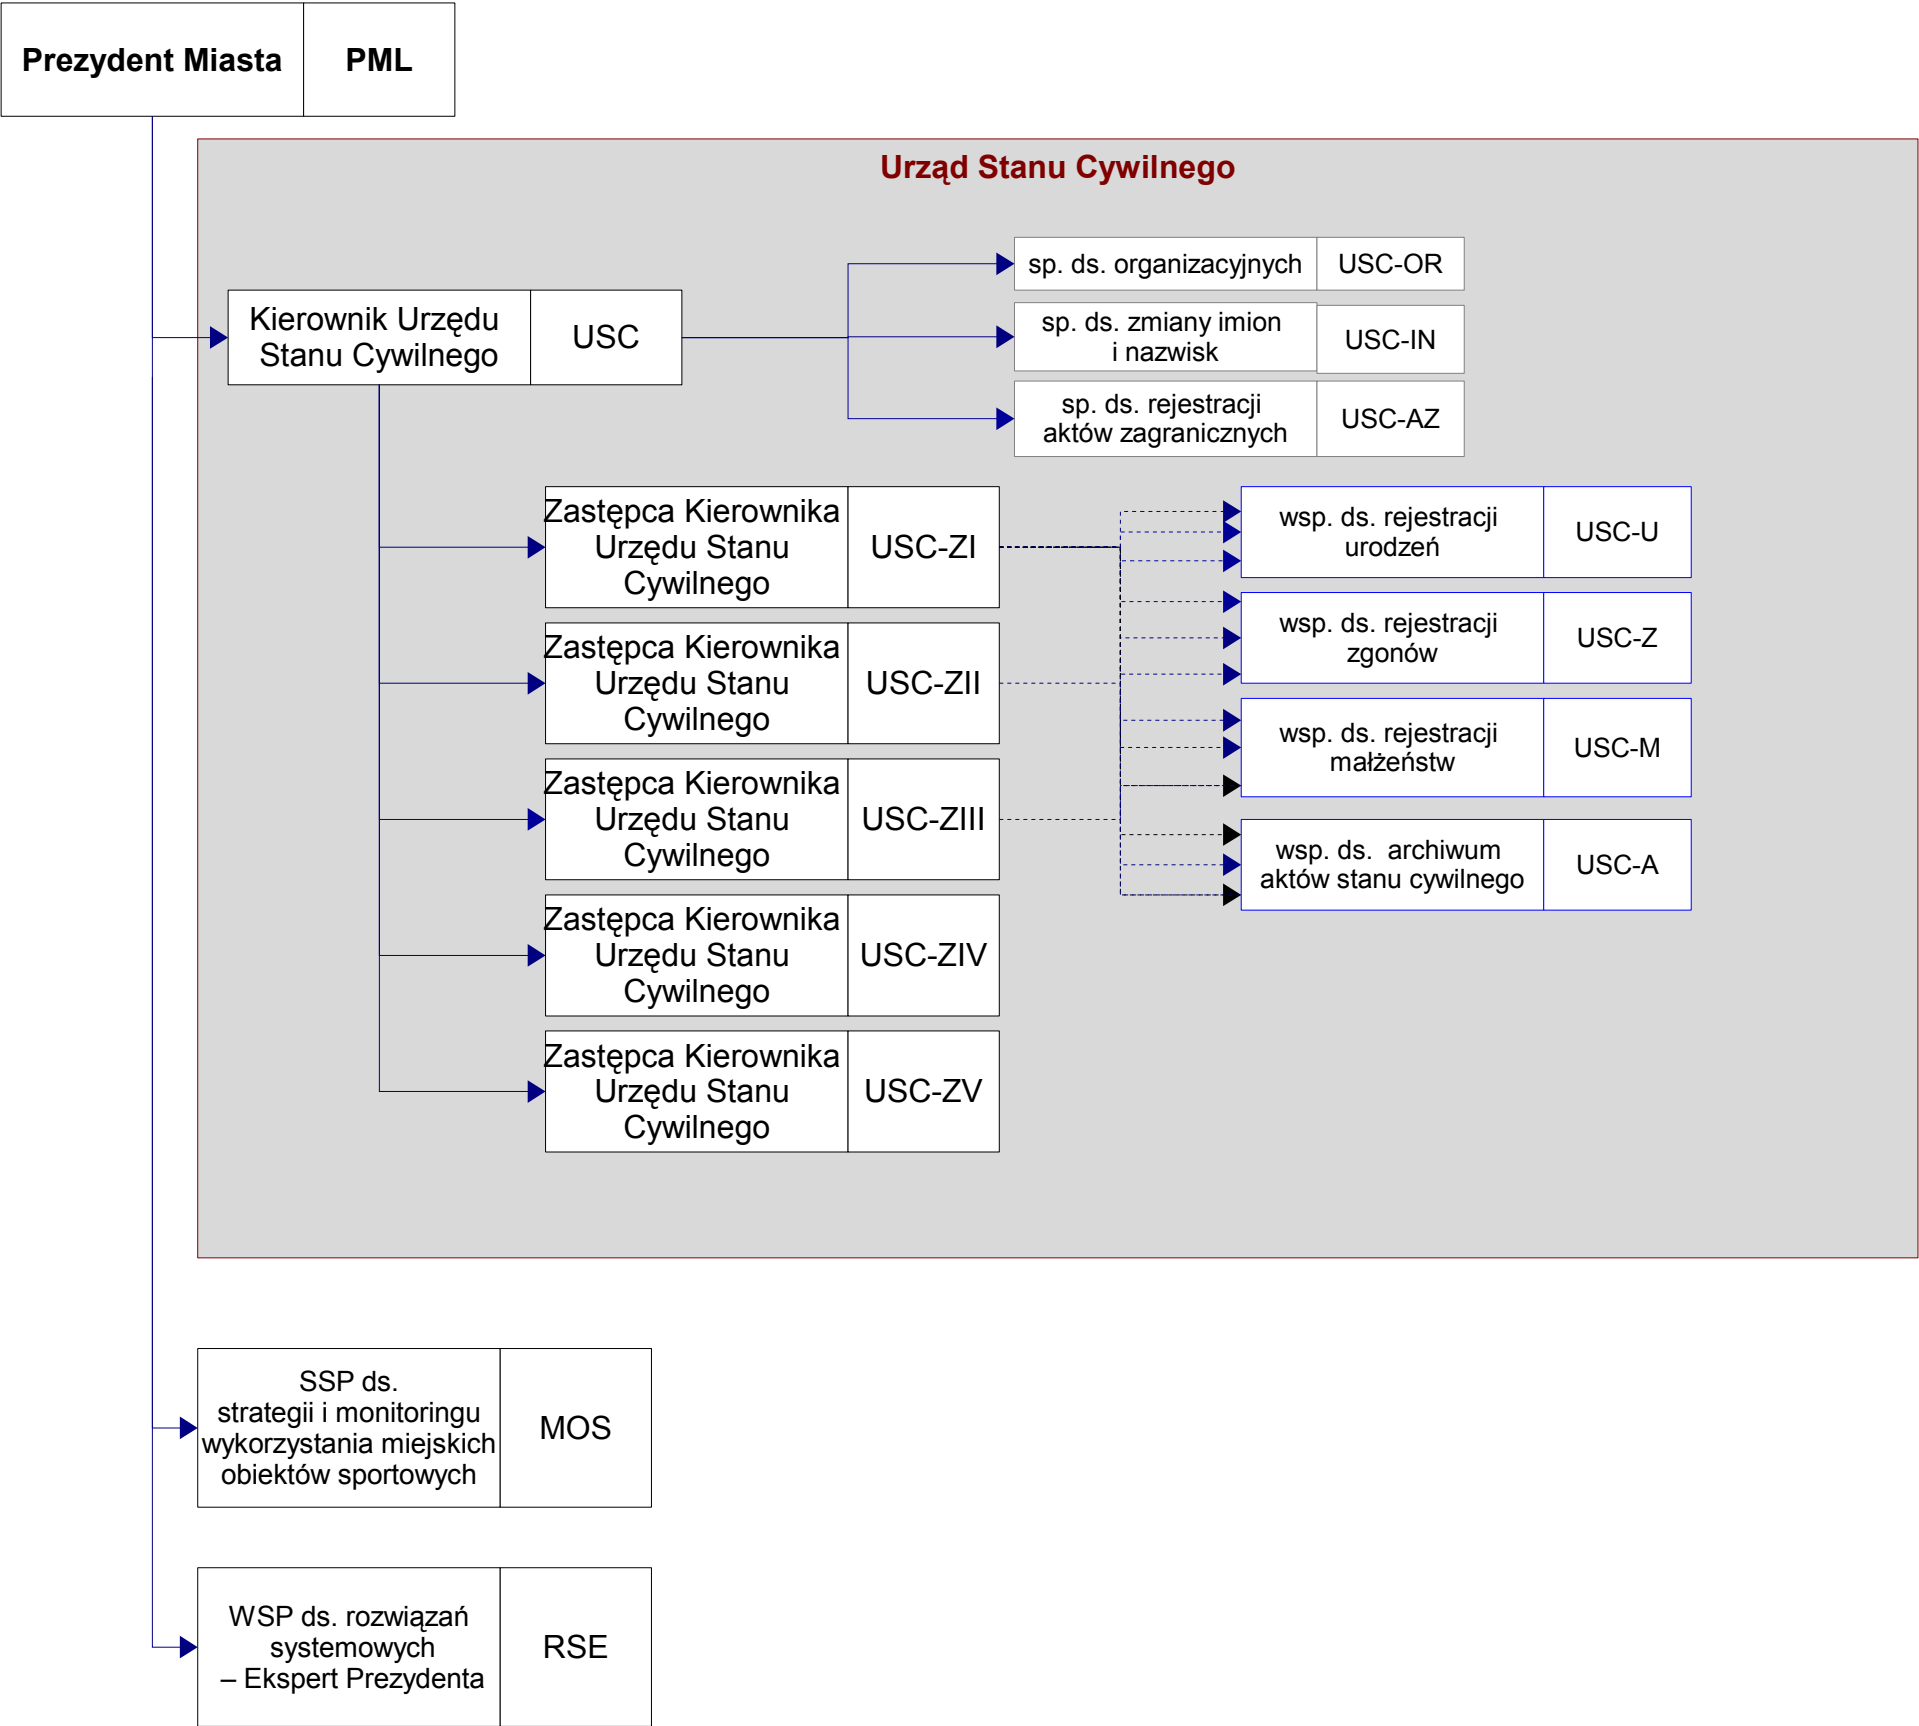 Prezydent Miasta
PML
Urząd Stanu Cywilnego
sp. ds. organizacyjnych
USC-OR
Kierownik Urzędu
Stanu Cywilnego
USC
sp. ds. zmiany imion
i nazwisk
USC-IN
sp. ds. rejestracji
aktów zagranicznych
USC-AZ
Zastępca Kierownika
Urzędu Stanu
Cywilnego
USC-ZI
wsp. ds. rejestracji
urodzeń
USC-U
wsp. ds. rejestracji
zgonów
USC-Z
Zastępca Kierownika
Urzędu Stanu
Cywilnego
USC-ZII
wsp. ds. rejestracji
małżeństw
USC-M
Zastępca Kierownika
Urzędu Stanu
Cywilnego
USC-ZIII
wsp. ds. archiwum
aktów stanu cywilnego
USC-A
Zastępca Kierownika
Urzędu Stanu
Cywilnego
USC-ZIV
Zastępca Kierownika
Urzędu Stanu
Cywilnego
USC-ZV
SSP ds.
strategii i monitoringu
wykorzystania miejskich
obiektów sportowych
MOS
WSP ds. rozwiązań
systemowych
– Ekspert Prezydenta
RSE